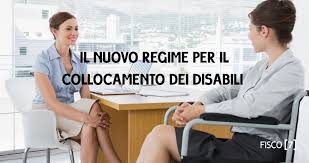 IL NUOVO REGIME PER IL
COLLOCAMENTO DEI DISABILI
FISCO [7]